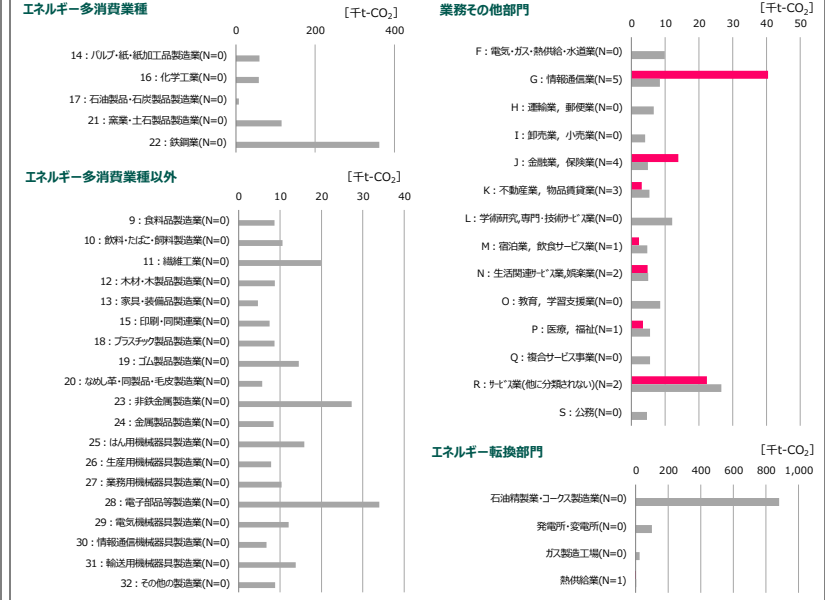 エネルギー多消費業種
[千t-CO₂]
0 200 400
14：パルプ・紙・紙加工品製造業(N=0)
16：化学工業(N=0)
17：石油製品・石炭製品製造業(N=0)
21：窯業・土石製品製造業(N=0)
22：鉄鋼業(N=0)
エネルギー多消費業種以外
[千t-CO₂]
0 10 20 30 40
9：食料品製造業(N=0)
10：飲料・たばこ・飼料製造業(N=0)
11：繊維工業(N=0)
12：木材・木製品製造業(N=0)
13：家具・装備品製造業(N=0)
15：印刷・同関連業(N=0)
18：プラスチック製品製造業(N=0)
19：ゴム製品製造業(N=0)
20：なめし革・同製品・毛皮製造業(N=0)
23：非鉄金属製造業(N=0)
24：金属製品製造業(N=0)
25：はん用機械器具製造業(N=0)
26：生産用機械器具製造業(N=0)
27：業務用機械器具製造業(N=0)
28：電子部品等製造業(N=0)
29：電気機械器具製造業(N=0)
30：情報通信機械器具製造業(N=0)
31：輸送用機械器具製造業(N=0)
32：その他の製造業(N=0)
業務その他部門
[千t-CO₂]
0 10 20 30 40 50
F：電気・ガス・熱供給・水道業(N=0)
G：情報通信業(N=5)
H：運輸業，郵便業(N=0)
I：卸売業，小売業(N=0)
J：金融業，保険業(N=4)
K：不動産業，物品賃貸業(N=3)
L：学術研究,専門・技術ｻｰﾋﾞｽ業(N=0)
M：宿泊業，飲食サービス業(N=1)
N：生活関連ｻｰﾋﾞｽ業,娯楽業(N=2)
O：教育，学習支援業(N=0)
P：医療，福祉(N=1)
Q：複合サービス事業(N=0)
R：ｻｰﾋﾞｽ業(他に分類されない)(N=2)
S：公務(N=0)
エネルギー転換部門
[千t-CO₂]
0 200 400 600 800 1,000
石油精製業・コークス製造業(N=0)
発電所・変電所(N=0)
ガス製造工場(N=0)
熱供給業(N=1)